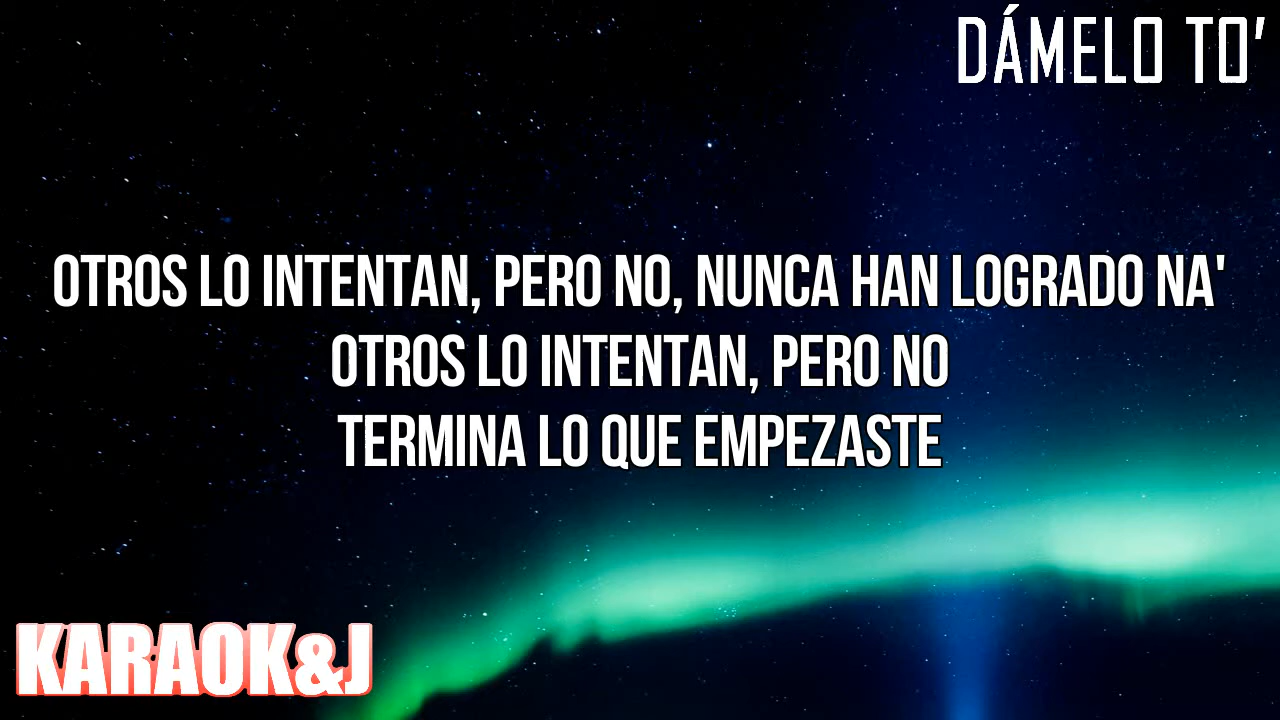 DÁMELO TO'
OTROS LO INTENTAN, PERO NO, NUNCA HAN LOGRADO NA'
OTROS LO INTENTAN, PERO NO
TERMINA LO QUE EMPEZASTE
KARAOK&J